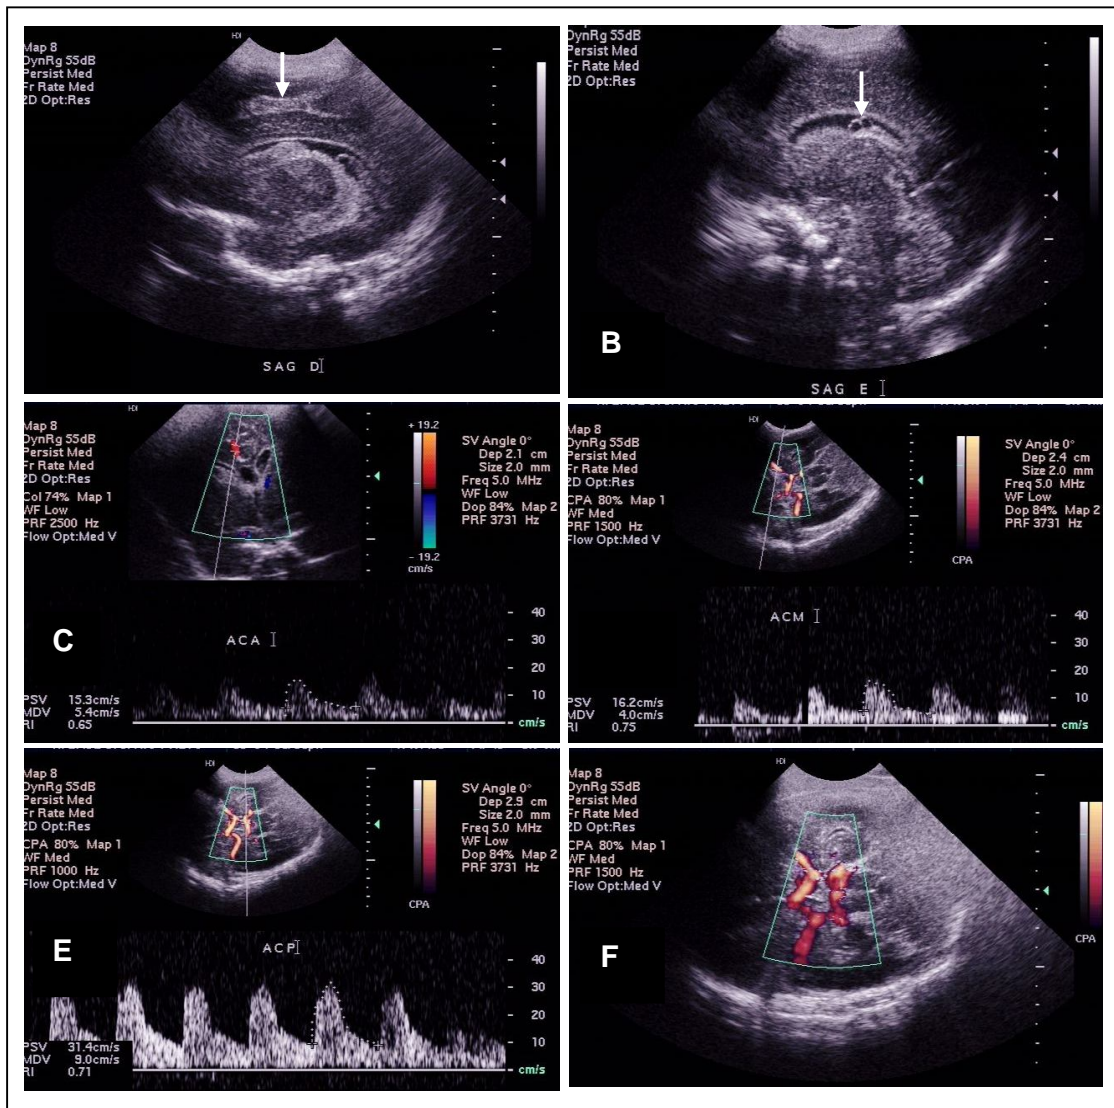 HDI
Map 8
DynRg 55dB
Persist Med
Fr Rate Med
2D Opt:Res
SAG D
Map 8
DynRg 55dB
Persist Med
Fr Rate Med
2D Opt:Res
B
SAG E
HDI
Map 8
DynRg 55dB
Persist Med
Fr Rate Med
2D Opt:Res
Col 74% Map 1
WF Low
PRF 2500 Hz
Flow Opt:Med V
+ 19.2
- 19.2
cm/s
SV Angle 0°
Dep 2.1 cm
Size 2.0 mm
Freq 5.0 MHz
WF Low
Dop 84% Map 2
PRF 3731 Hz
C
ACA
40
30
20
10
cm/s
PSV 15.3cm/s
MDV 5.4cm/s
RI 0.65
HDI
Map 8
DynRg 55dB
Persist Med
Fr Rate Med
2D Opt:Res
CPA 80% Map 1
WF Med
PRF 1500 Hz
Flow Opt:Med V
CPA
SV Angle 0°
Dep 2.4 cm
Size 2.0 mm
Freq 5.0 MHz
WF Low
Dop 84% Map 2
PRF 3731 Hz
ACM
40
30
20
10
cm/s
PSV 16.2cm/s
MDV 4.0cm/s
RI 0.75
HDI
Map 8
DynRg 55dB
Persist Med
Fr Rate Med
2D Opt:Res
CPA 80% Map 1
WF Med
PRF 1000 Hz
Flow Opt:Med V
CPA
SV Angle 0°
Dep 2.9 cm
Size 2.0 mm
Freq 5.0 MHz
WF Low
Dop 84% Map 2
PRF 3731 Hz
E
ACP
40
30
20
10
cm/s
PSV 31.4cm/s
MDV 9.0cm/s
RI 0.71
HDI
Map 8
DynRg 55dB
Persist Med
Fr Rate Med
2D Opt:Res
CPA 80% Map 1
WF Med
PRF 1500 Hz
Flow Opt:Med V
CPA
F